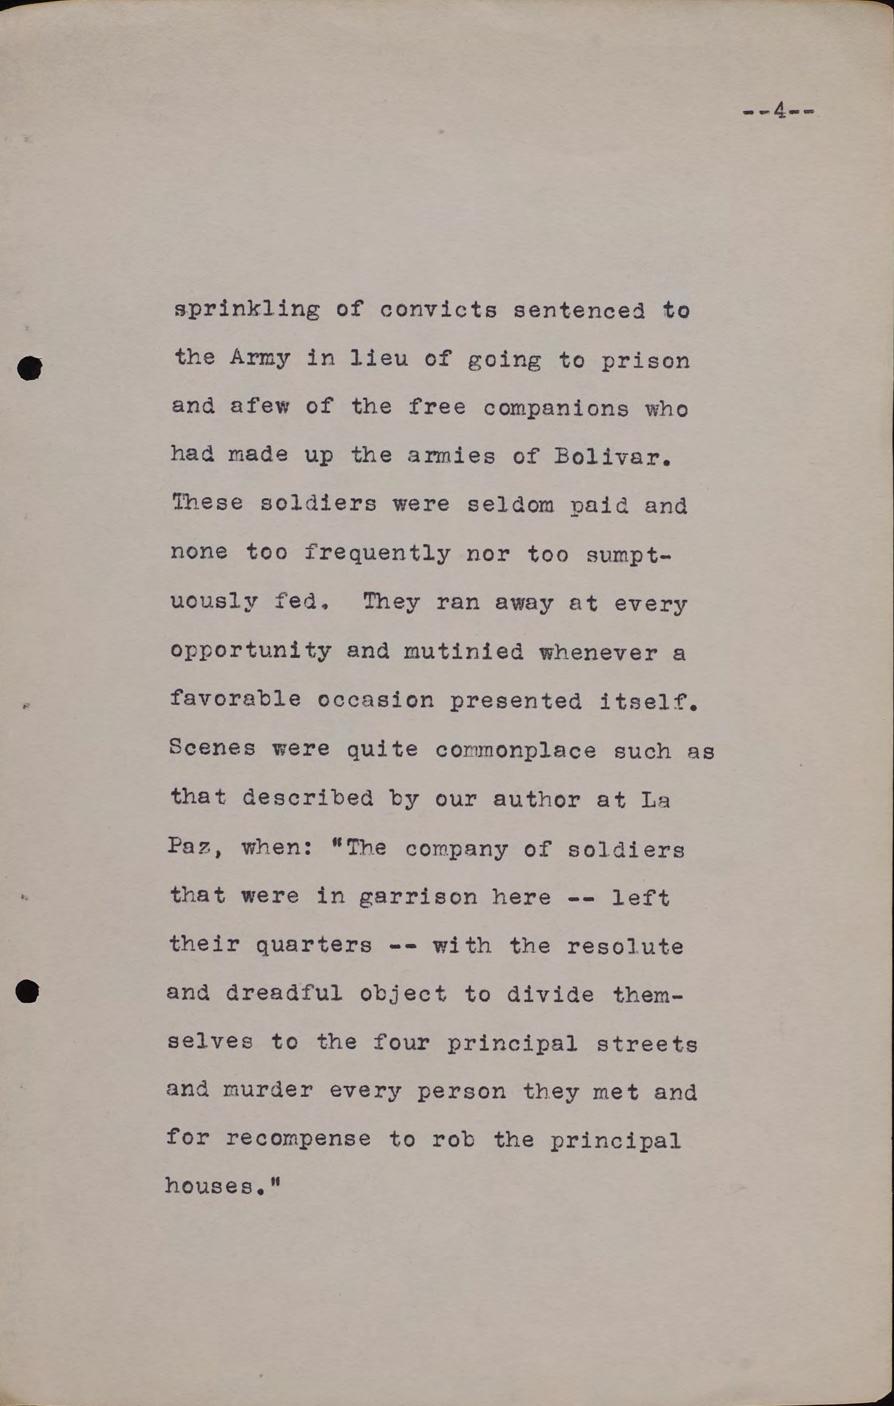 --4--
sprinkling of convicts sentenced to
the Army in lieu of going to prison
and afew of the free companions who
had made up the armies of Bolivar.
These soldiers were seldom paid and
none too frequently nor too sumpt-
uously fed.  They ran away at every
opportunity and mutinied whenever a
favorable occasion presented itself.
Scenes were quite commonplace such as
that described by our author at La
Paz, when: "The company of soldiers
that were in garrison here -- left
their quarters -- with the resolute
and dreadful object to divide them-
selves to the four principal streets
and murder every person they met and
for recompense to rob the principal
houses."